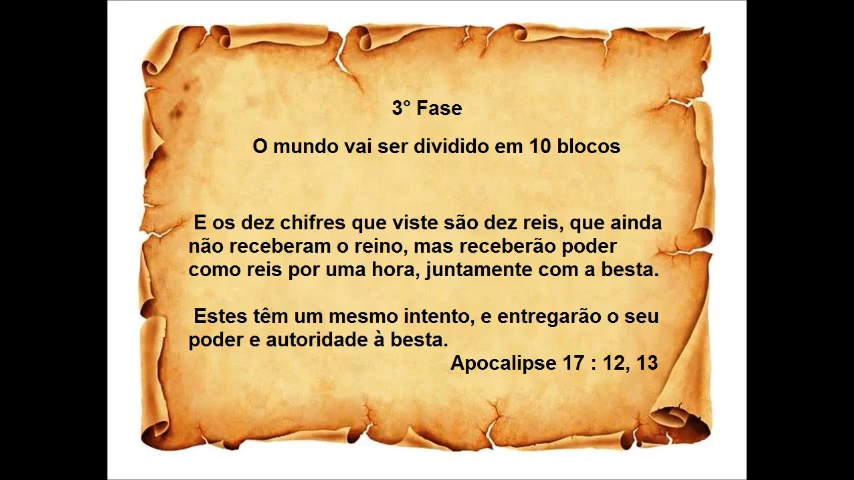 3° Fase
O mundo vai ser dividido em 10 blocos
E os dez chifres que viste são dez reis, que ainda
não receberam o reino, mas receberão poder
como reis por uma hora, juntamente com a besta.
Estes têm um mesmo intento, e entregarão o seu
poder e autoridade à besta.
Apocalipse 17 : 12, 13